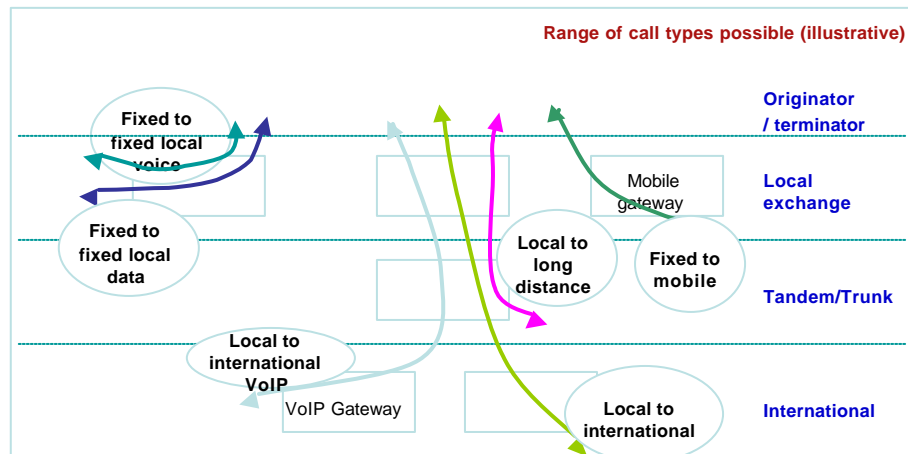 Range of call types possible (illustrative)
Originator
/ terminator
Fixed to
fixed local
voice
Mobile
gateway
Local
exchange
Fixed to
fixed local
data
Local to
long
distance
Fixed to
mobile
Tandem/Trunk
Local to
international
VoIP
VoIP Gateway
Local to
international
International